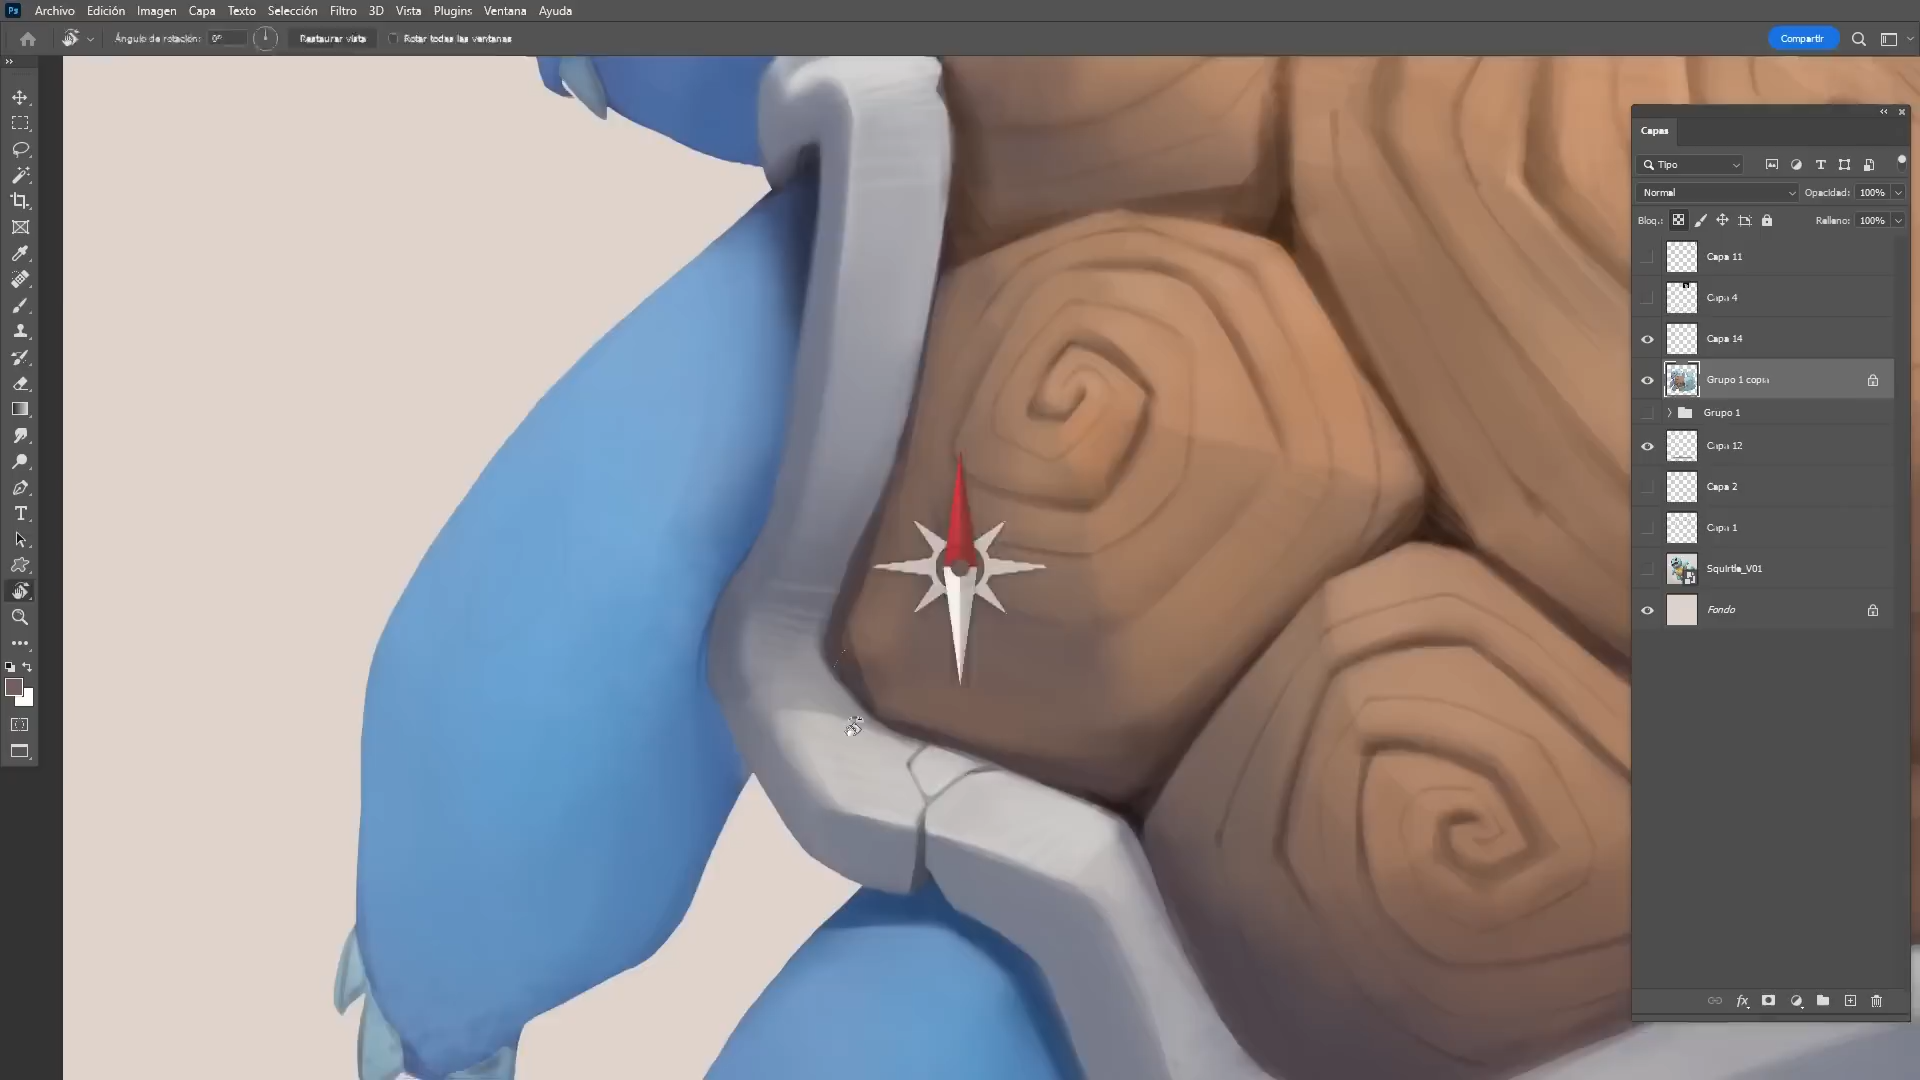 Ps Archivo Edición Imagen Capa Texto Selección Filtro 3D Vista Plugins Ventana Ayuda
Ángulo de rotación: 0° Restaurar vista Rotar todas las ventanas Compartir
Capas
Tipo
Normal Opacidad: 100%
Bloq.: Relleno: 100%
Capa 11
Capa 4
Capa 14
Grupo 1 copia
Grupo 1
Capa 12
Capa 2
Capa 1
Squirtle_V01
Fondo